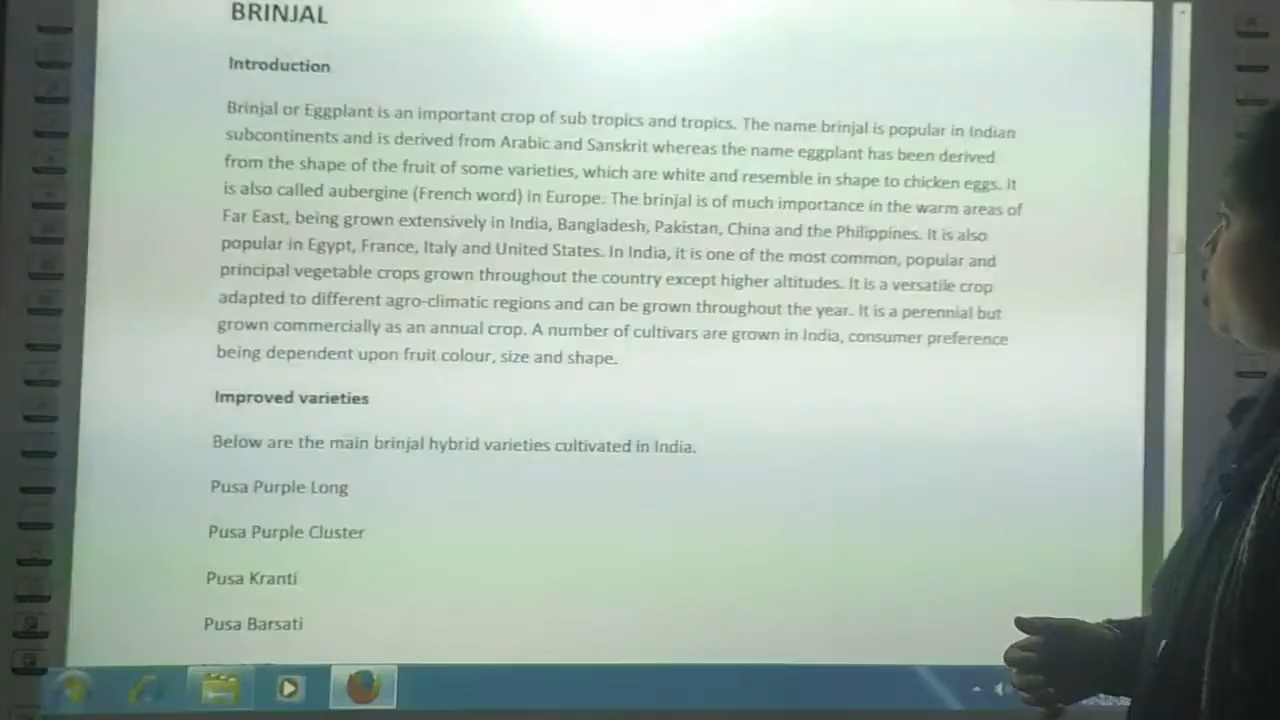 BRINJAL
Introduction
Brinjal or Eggplant is an important crop of sub tropics and tropics. The name brinjal is popular in Indian
subcontinents and is derived from Arabic and Sanskrit whereas the name eggplant has been derived
from the shape of the fruit of some varieties, which are white and resemble in shape to chicken eggs. It
is also called aubergine (French word) in Europe. The brinjal is of much importance in the warm areas of
Far East, being grown extensively in India, Bangladesh, Pakistan, China and the Philippines. It is also
popular in Egypt, France, Italy and United States. In India, it is one of the most common, popular and
principal vegetable crops grown throughout the country except higher altitudes. It is a versatile crop
adapted to different agro-climatic regions and can be grown throughout the year. It is a perennial but
grown commercially as an annual crop. A number of cultivars are grown in India, consumer preference
being dependent upon fruit colour, size and shape.
Improved varieties
Below are the main brinjal hybrid varieties cultivated in India.
Pusa Purple Long
Pusa Purple Cluster
Pusa Kranti
Pusa Barsati